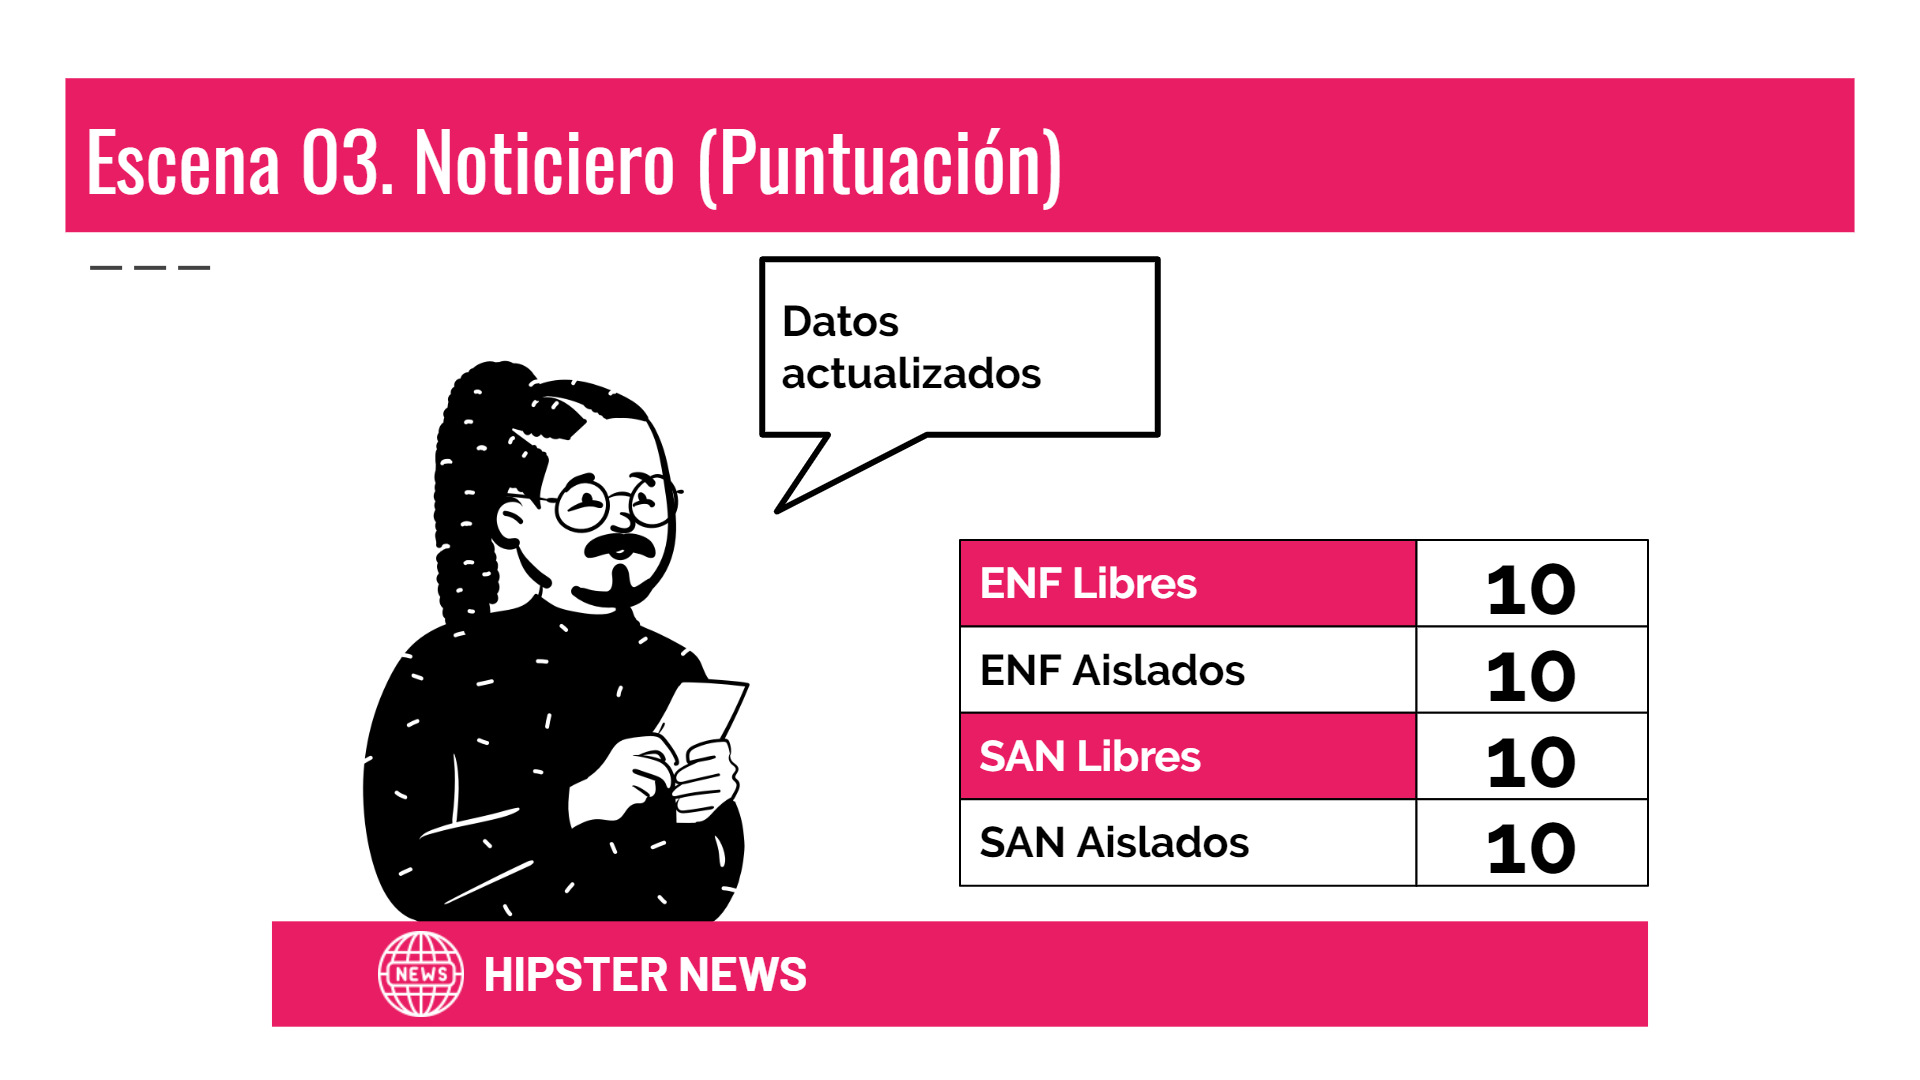 Escena 03. Noticiero (Puntuación)
Datos
actualizados
ENF Libres 10
ENF Aislados 10
SAN Libres 10
SAN Aislados 10
NEWS
HIPSTER NEWS